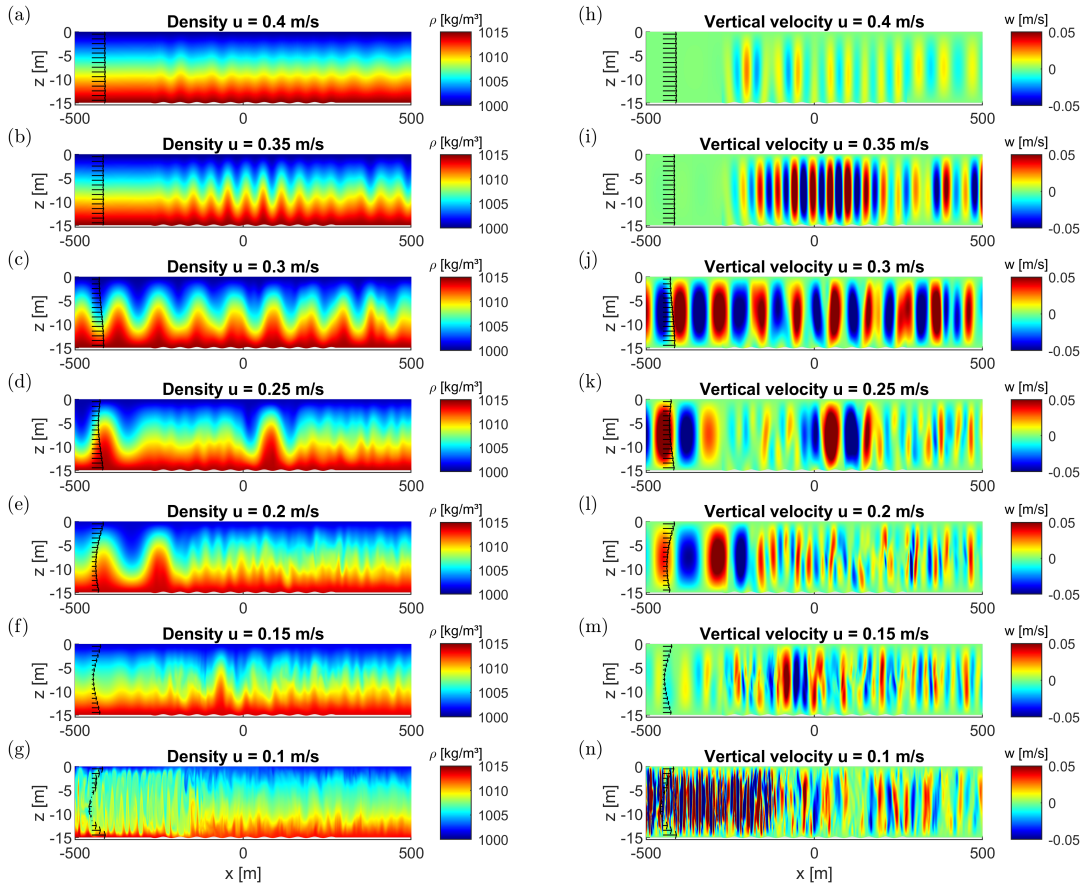 (a) Density u = 0.4 m/s ρ [kg/m³] (h) Vertical velocity u = 0.4 m/s w [m/s]
0 1015 0 0.05
z [m] -5 1010 z [m] -5 0
-10 1005 -10
-15 1000 -15 -0.05
-500 0 500 -500 0 500
(b) Density u = 0.35 m/s ρ [kg/m³] (i) Vertical velocity u = 0.35 m/s w [m/s]
0 1015 0 0.05
z [m] -5 1010 z [m] -5 0
-10 1005 -10
-15 1000 -15 -0.05
-500 0 500 -500 0 500
(c) Density u = 0.3 m/s ρ [kg/m³] (j) Vertical velocity u = 0.3 m/s w [m/s]
0 1015 0 0.05
z [m] -5 1010 z [m] -5 0
-10 1005 -10
-15 1000 -15 -0.05
-500 0 500 -500 0 500
(d) Density u = 0.25 m/s ρ [kg/m³] (k) Vertical velocity u = 0.25 m/s w [m/s]
0 1015 0 0.05
z [m] -5 1010 z [m] -5 0
-10 1005 -10
-15 1000 -15 -0.05
-500 0 500 -500 0 500
(e) Density u = 0.2 m/s ρ [kg/m³] (l) Vertical velocity u = 0.2 m/s w [m/s]
0 1015 0 0.05
z [m] -5 1010 z [m] -5 0
-10 1005 -10
-15 1000 -15 -0.05
-500 0 500 -500 0 500
(f) Density u = 0.15 m/s ρ [kg/m³] (m) Vertical velocity u = 0.15 m/s w [m/s]
0 1015 0 0.05
z [m] -5 1010 z [m] -5 0
-10 1005 -10
-15 1000 -15 -0.05
-500 0 500 -500 0 500
(g) Density u = 0.1 m/s ρ [kg/m³] (n) Vertical velocity u = 0.1 m/s w [m/s]
0 1015 0 0.05
z [m] -5 1010 z [m] -5 0
-10 1005 -10
-15 1000 -15 -0.05
-500 0 500 -500 0 500
x [m] x [m]